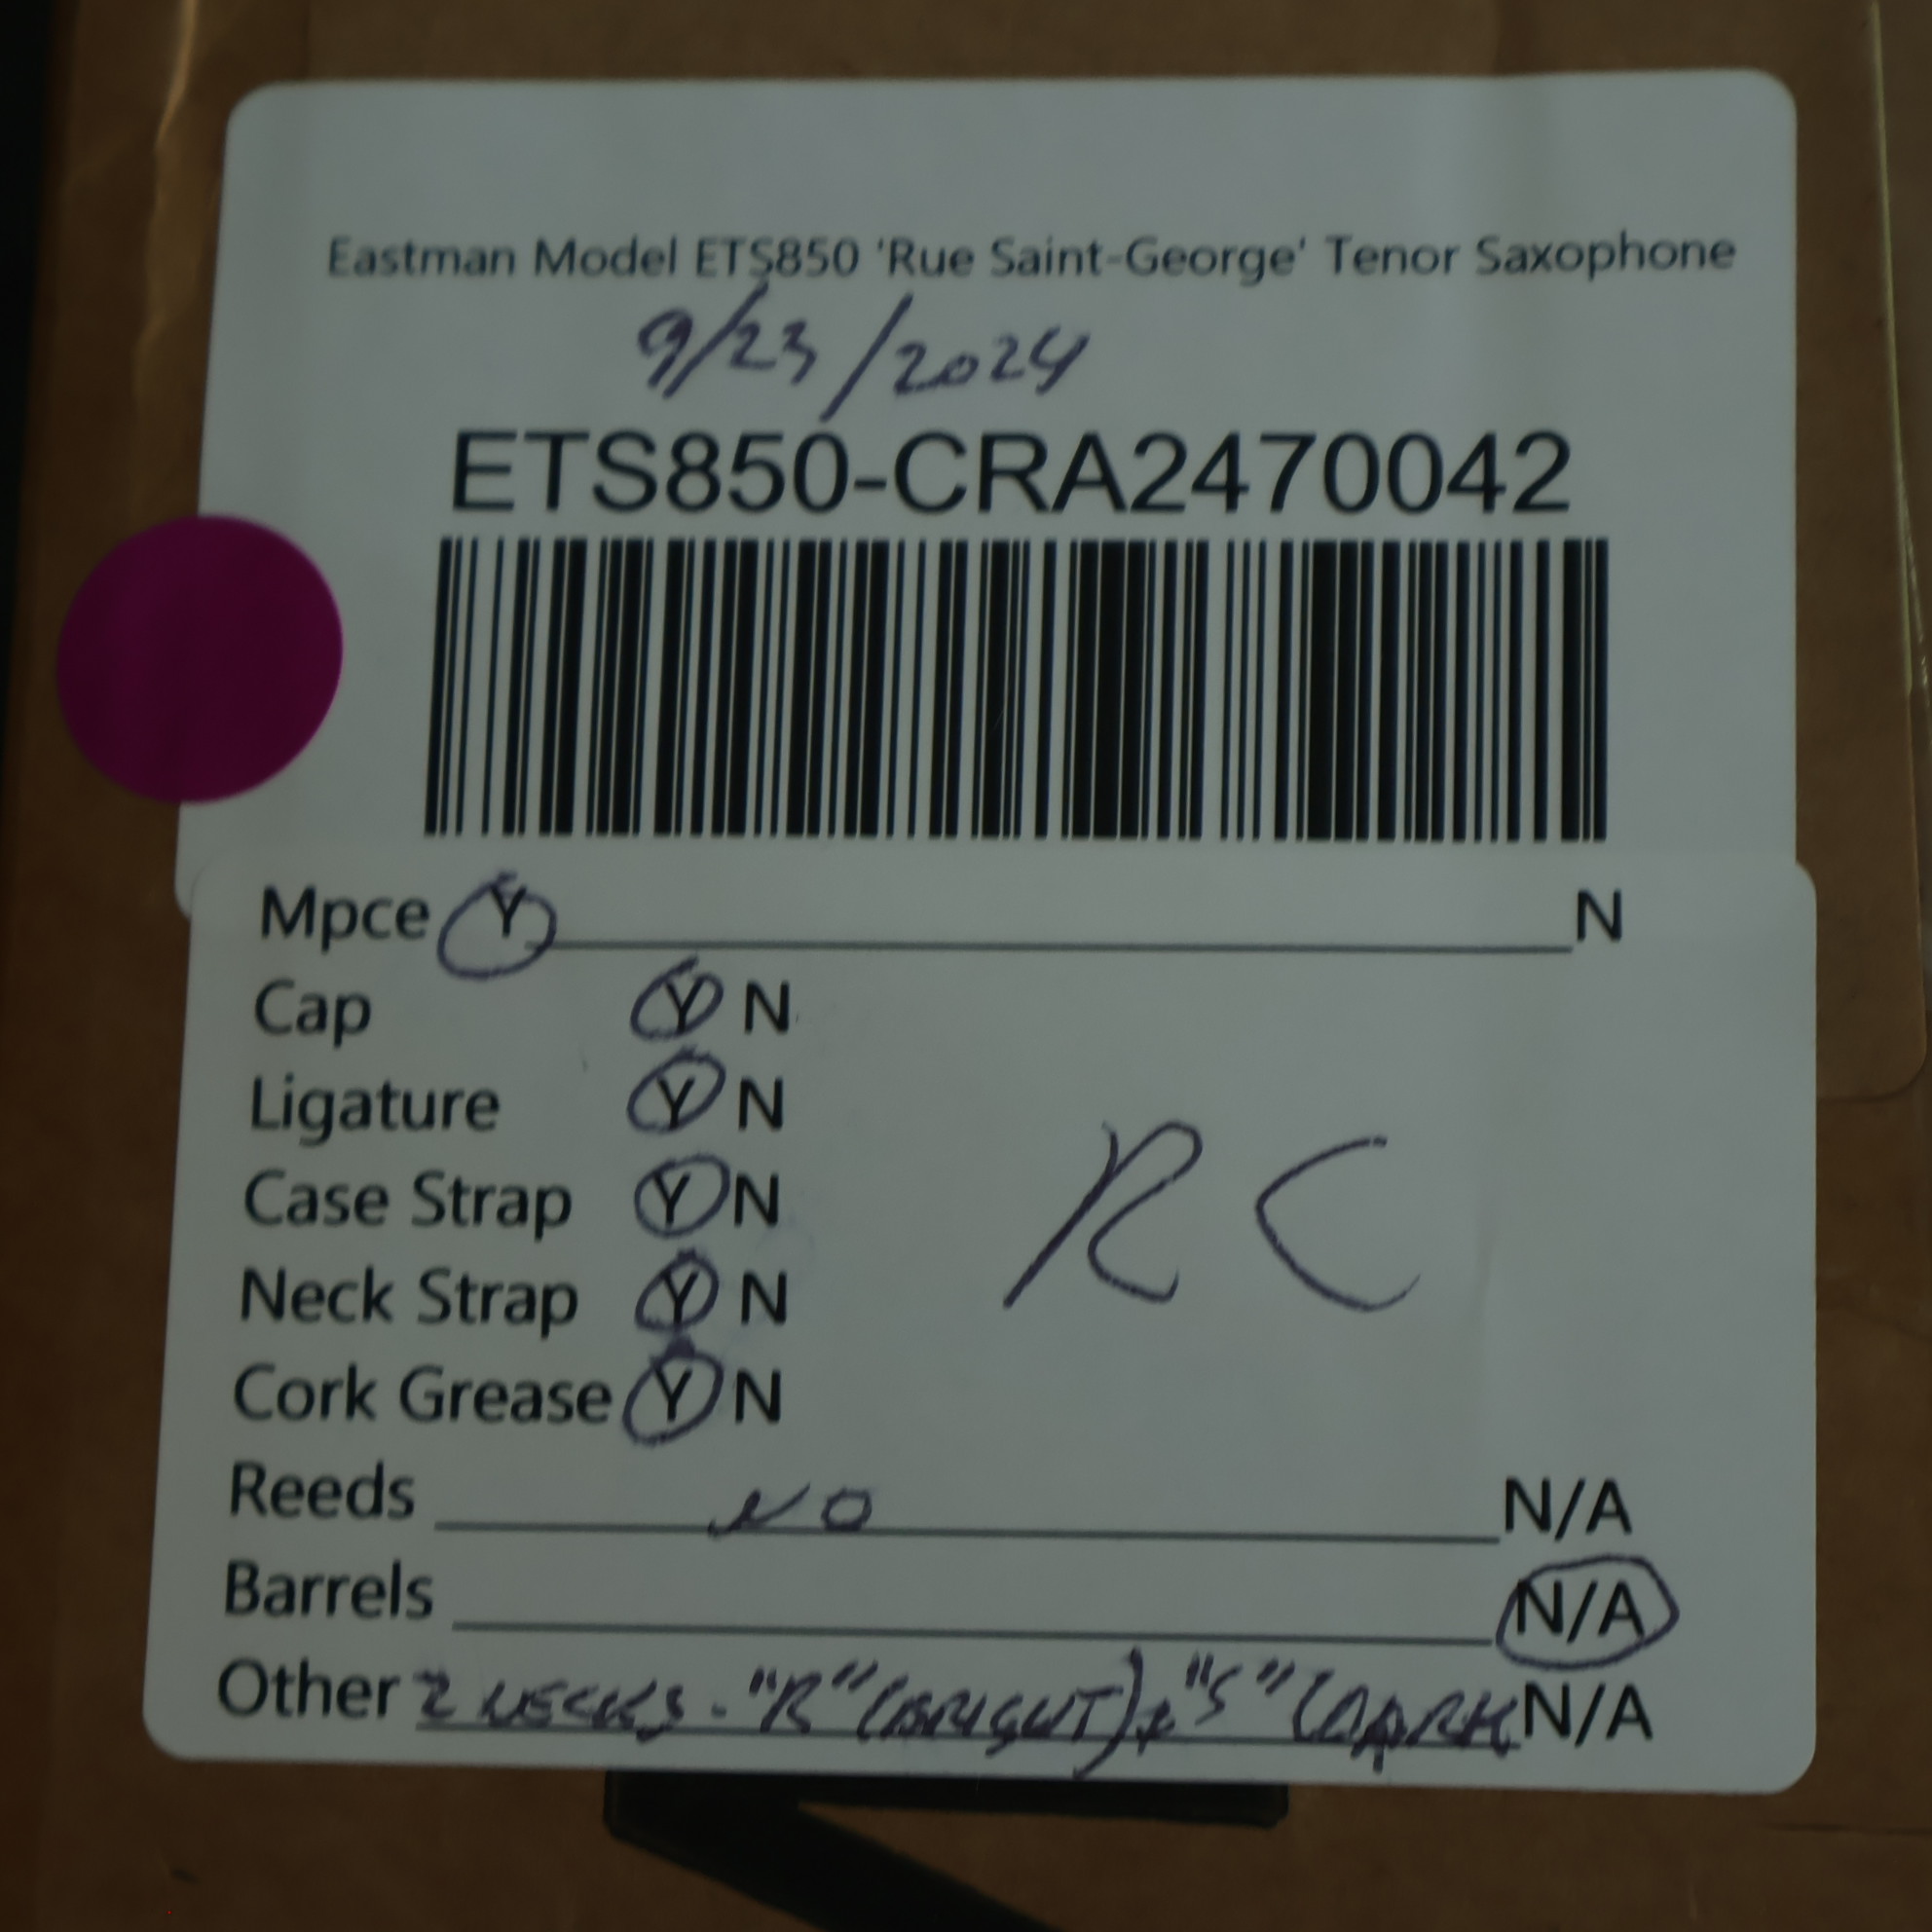 Eastman Model ETS850 'Rue Saint-George' Tenor Saxophone
9/23/2024
ETS850-CRA2470042
Mpce Y N
Cap Y N
Ligature Y N
Case Strap Y N
Neck Strap Y N
Cork Grease Y N
RC
Reeds NO N/A
Barrels N/A
Other 2 NECKS - "R" (BRIGHT) + "S" (DARK N/A